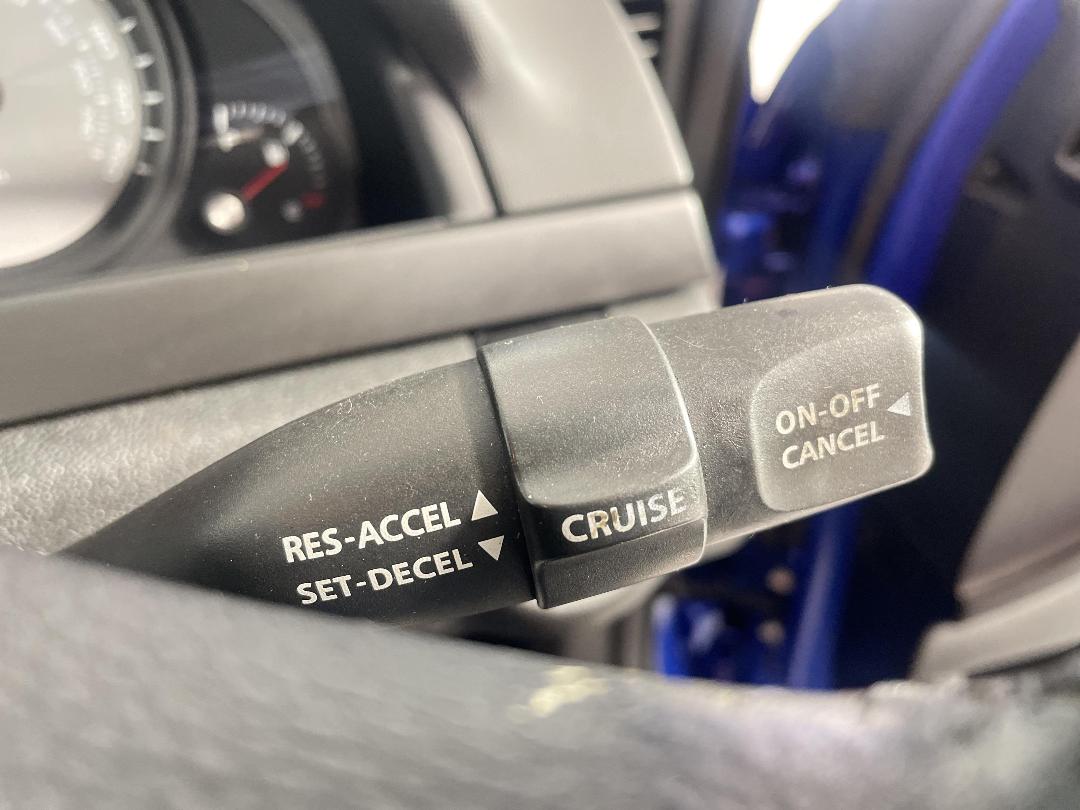 RES-ACCEL ▲
SET-DECEL ▼
CRUISE
ON-OFF ◀
CANCEL